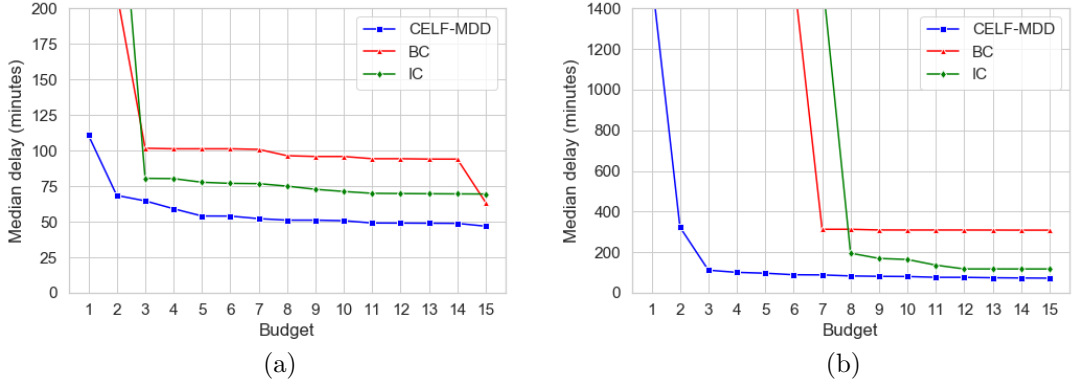 200
175
150
125
100
75
50
25
0
Median delay (minutes)
CELF-MDD
BC
IC
1 2 3 4 5 6 7 8 9 10 11 12 13 14 15
Budget
(a)
1400
1200
1000
800
600
400
200
0
Median delay (minutes)
CELF-MDD
BC
IC
1 2 3 4 5 6 7 8 9 10 11 12 13 14 15
Budget
(b)